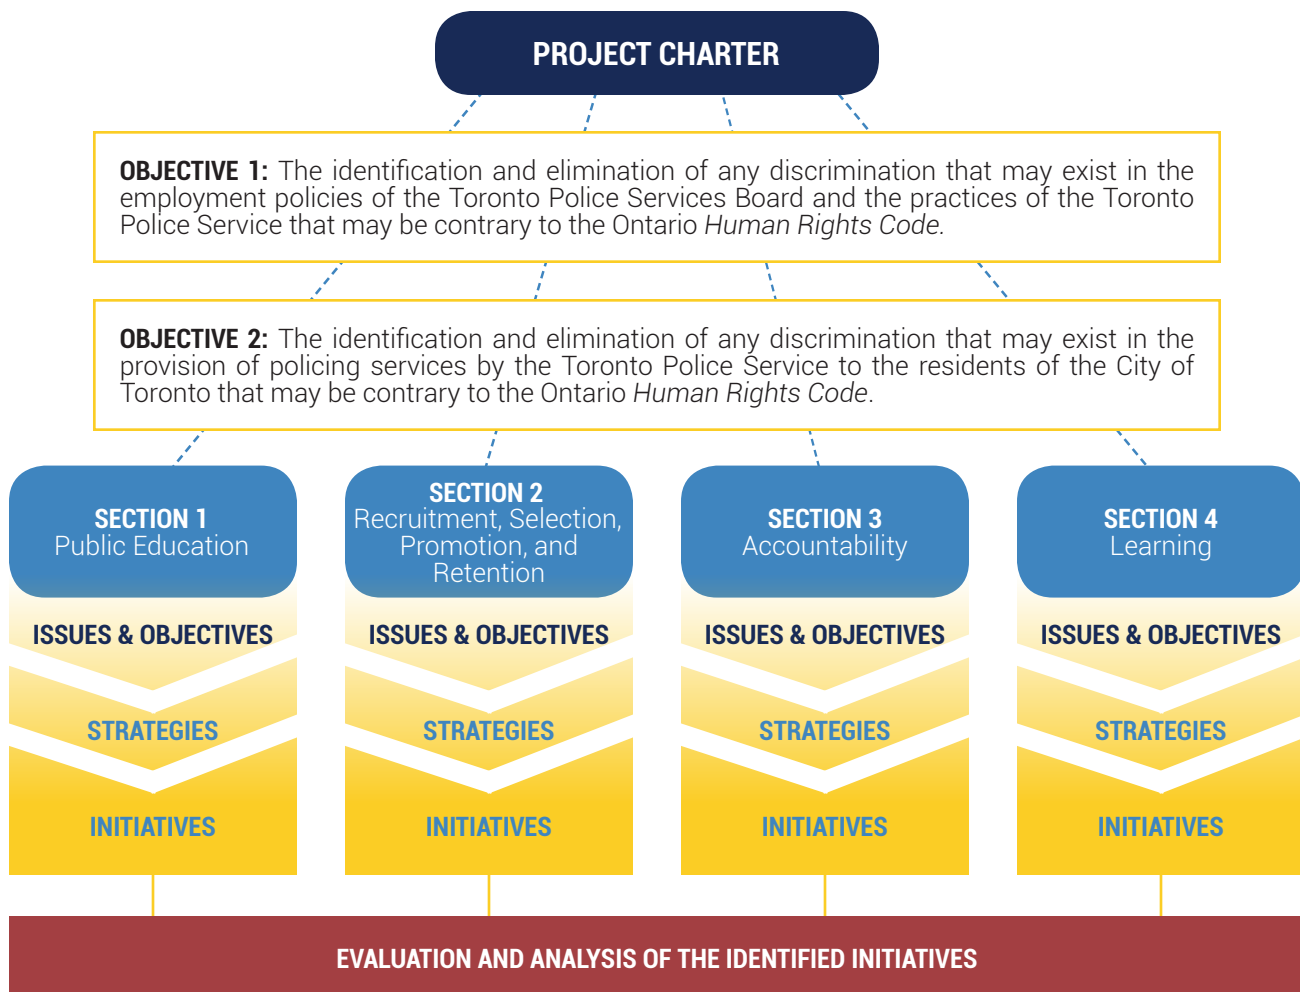 PROJECT CHARTER
OBJECTIVE 1: The identification and elimination of any discrimination that may exist in the
employment policies of the Toronto Police Services Board and the practices of the Toronto
Police Service that may be contrary to the Ontario Human Rights Code.
OBJECTIVE 2: The identification and elimination of any discrimination that may exist in the
provision of policing services by the Toronto Police Service to the residents of the City of
Toronto that may be contrary to the Ontario Human Rights Code.
SECTION 1
Public Education
ISSUES & OBJECTIVES
STRATEGIES
INITIATIVES
SECTION 2
Recruitment, Selection,
Promotion, and
Retention
ISSUES & OBJECTIVES
STRATEGIES
INITIATIVES
SECTION 3
Accountability
ISSUES & OBJECTIVES
STRATEGIES
INITIATIVES
SECTION 4
Learning
ISSUES & OBJECTIVES
STRATEGIES
INITIATIVES
EVALUATION AND ANALYSIS OF THE IDENTIFIED INITIATIVES